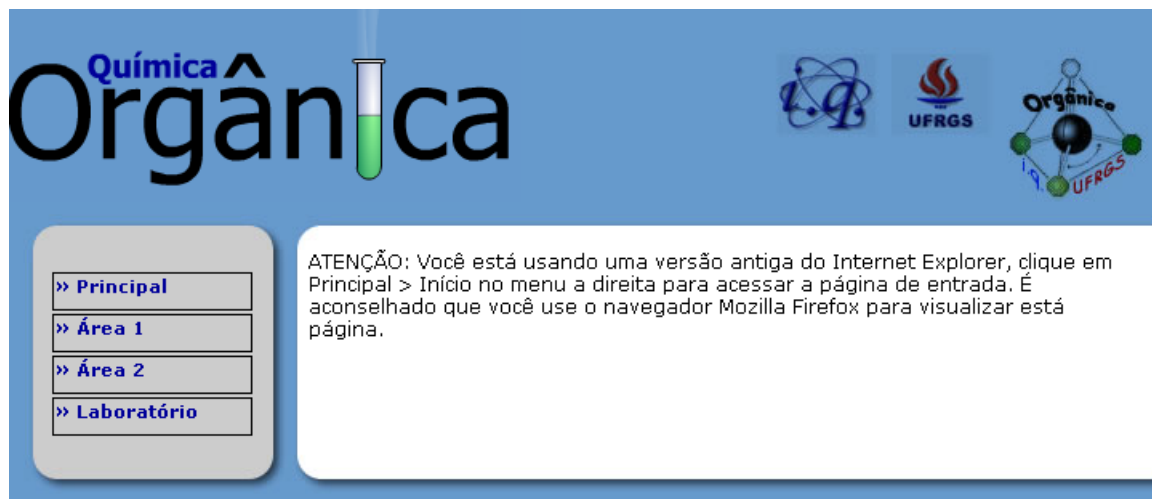 Química
Orgânica
i.q.
UFRGS
Orgânica
i.q. UFRGS
» Principal
» Área 1
» Área 2
» Laboratório
ATENÇÃO: Você está usando uma versão antiga do Internet Explorer, clique em
Principal > Início no menu a direita para acessar a página de entrada. É
aconselhado que você use o navegador Mozilla Firefox para visualizar está
página.